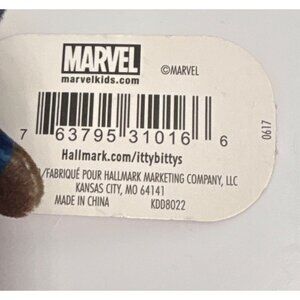 MARVEL
marvelkids.com
©MARVEL
7 63795 31016 6
0617
Hallmark.com/ittybittys
/FABRIQUÉ POUR HALLMARK MARKETING COMPANY, LLC
KANSAS CITY, MO 64141
MADE IN CHINA KDD8022